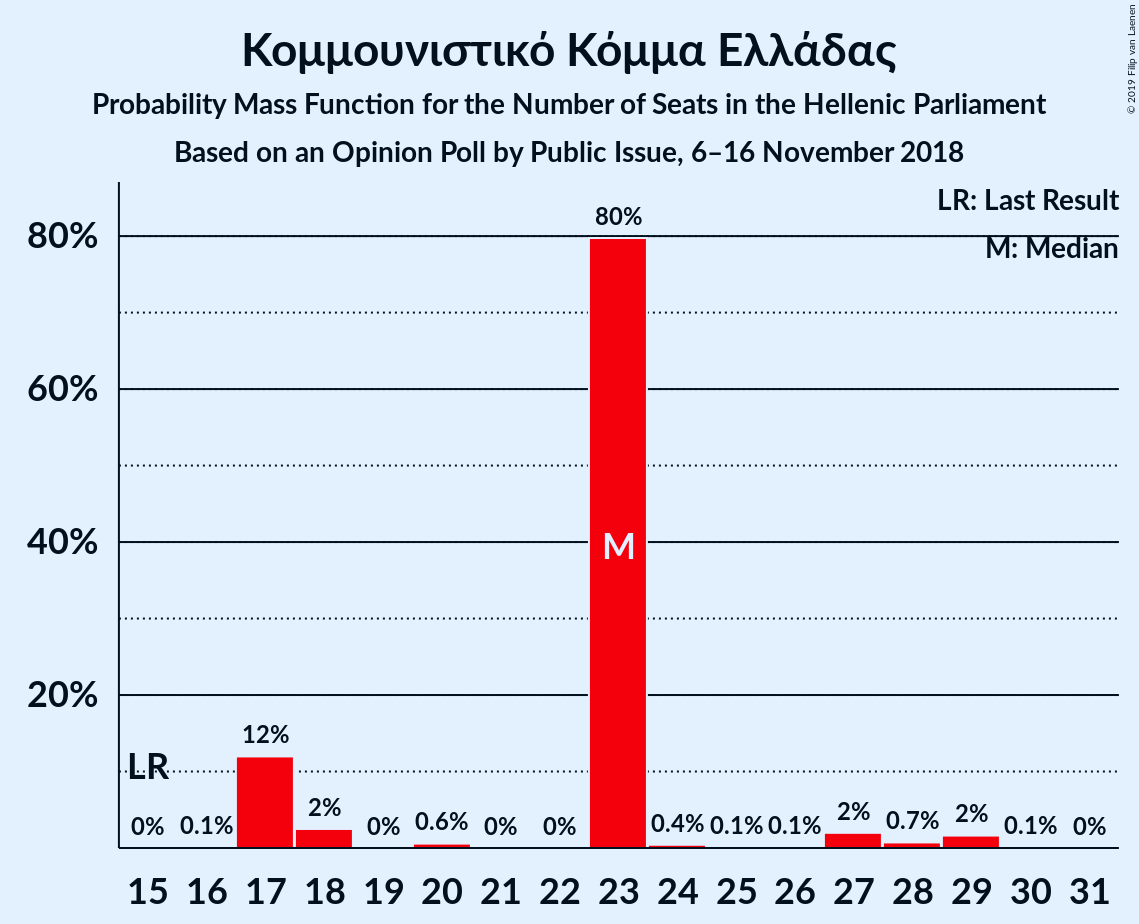 Κομμουνιστικό Κόμμα Ελλάδας
Probability Mass Function for the Number of Seats in the Hellenic Parliament
Based on an Opinion Poll by Public Issue, 6–16 November 2018
© 2019 Filip van Laenen
LR: Last Result
M: Median
80%
60%
40%
20%
LR
M
0% 0.1% 12% 2% 0% 0.6% 0% 0% 80% 0.4% 0.1% 0.1% 2% 0.7% 2% 0.1% 0%
15 16 17 18 19 20 21 22 23 24 25 26 27 28 29 30 31